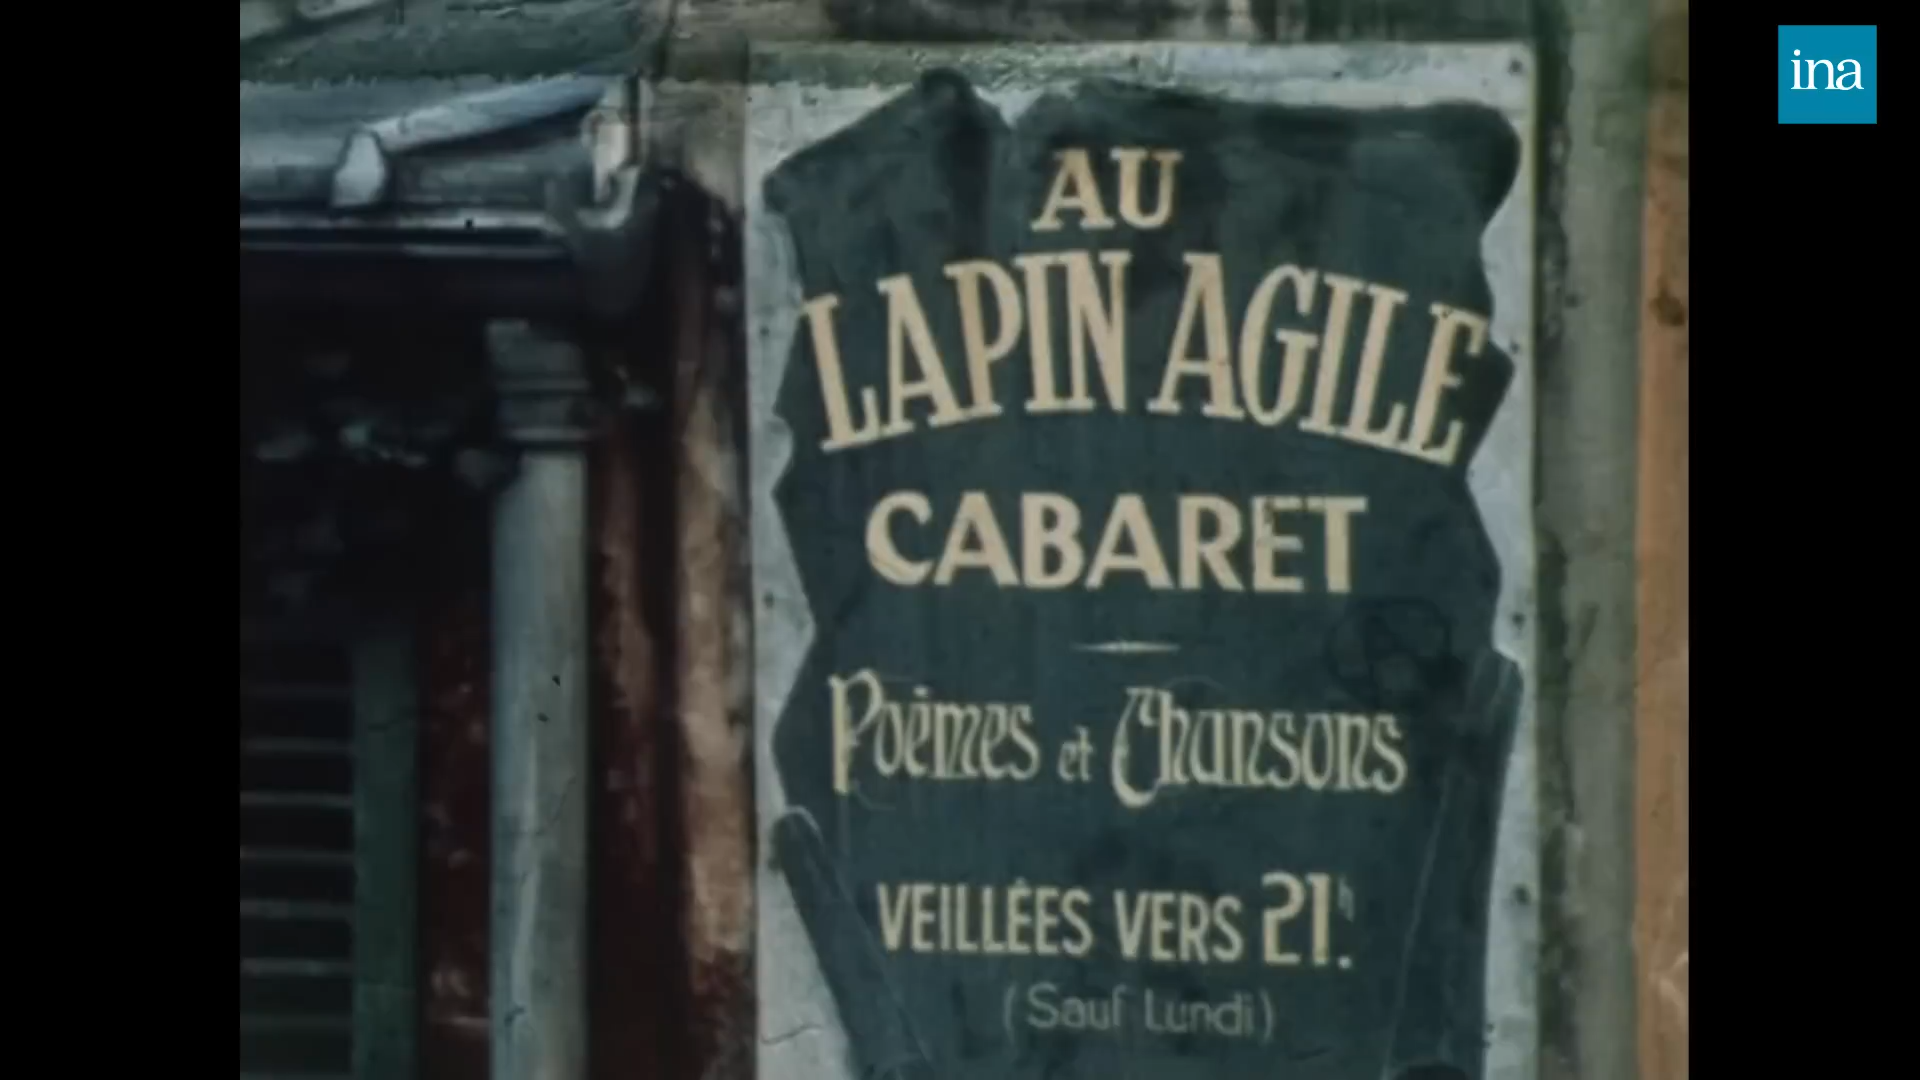 ina
AU
LAPIN AGILE
CABARET
Poèmes et Chansons
VEILLÉES VERS 21h.
(Sauf Lundi)